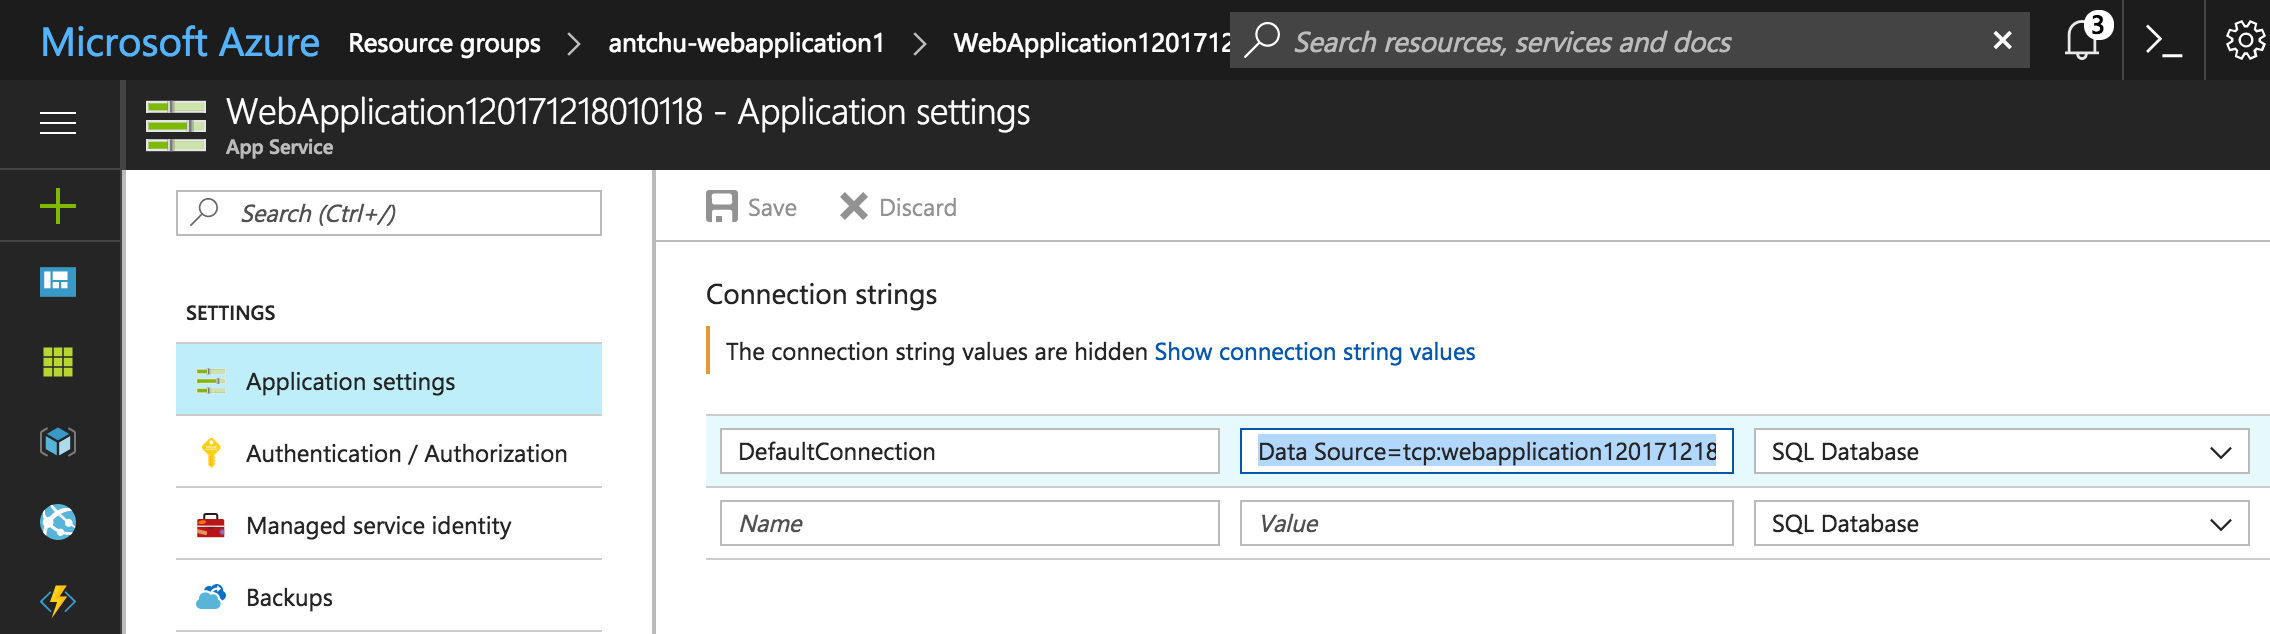 Microsoft Azure Resource groups > antchu-webapplication1 > WebApplication1201712 Search resources, services and docs 3
WebApplication120171218010118 - Application settings
App Service
Search (Ctrl+/)
Save Discard
SETTINGS
Connection strings
The connection string values are hidden Show connection string values
Application settings
Authentication / Authorization
Managed service identity
Backups
DefaultConnection Data Source=tcp:webapplication120171218 SQL Database
Name Value SQL Database